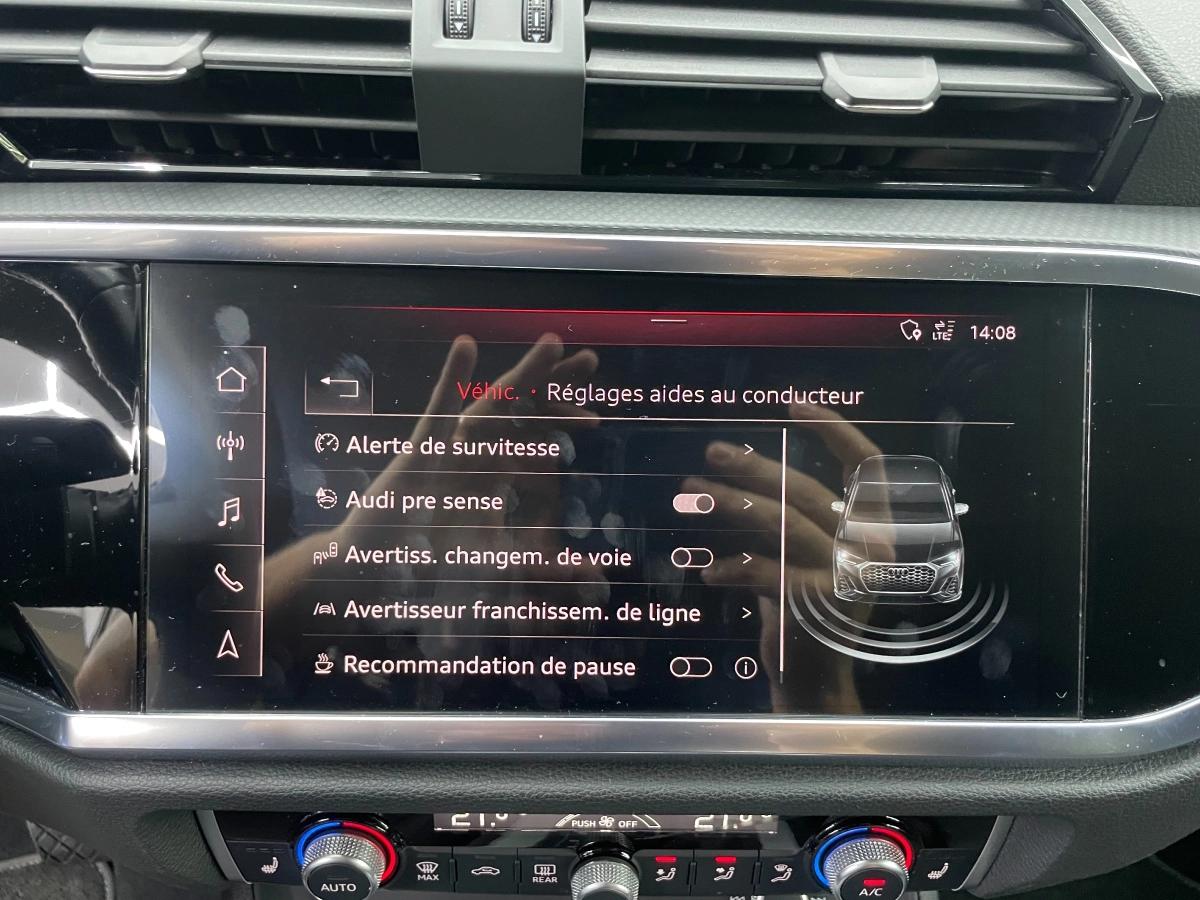 LTE 14:08
Véhic. · Réglages aides au conducteur
Alerte de survitesse
Audi pre sense
Avertiss. changem. de voie
Avertisseur franchissem. de ligne
Recommandation de pause
PUSH OFF
MAX
REAR
AUTO
A/C